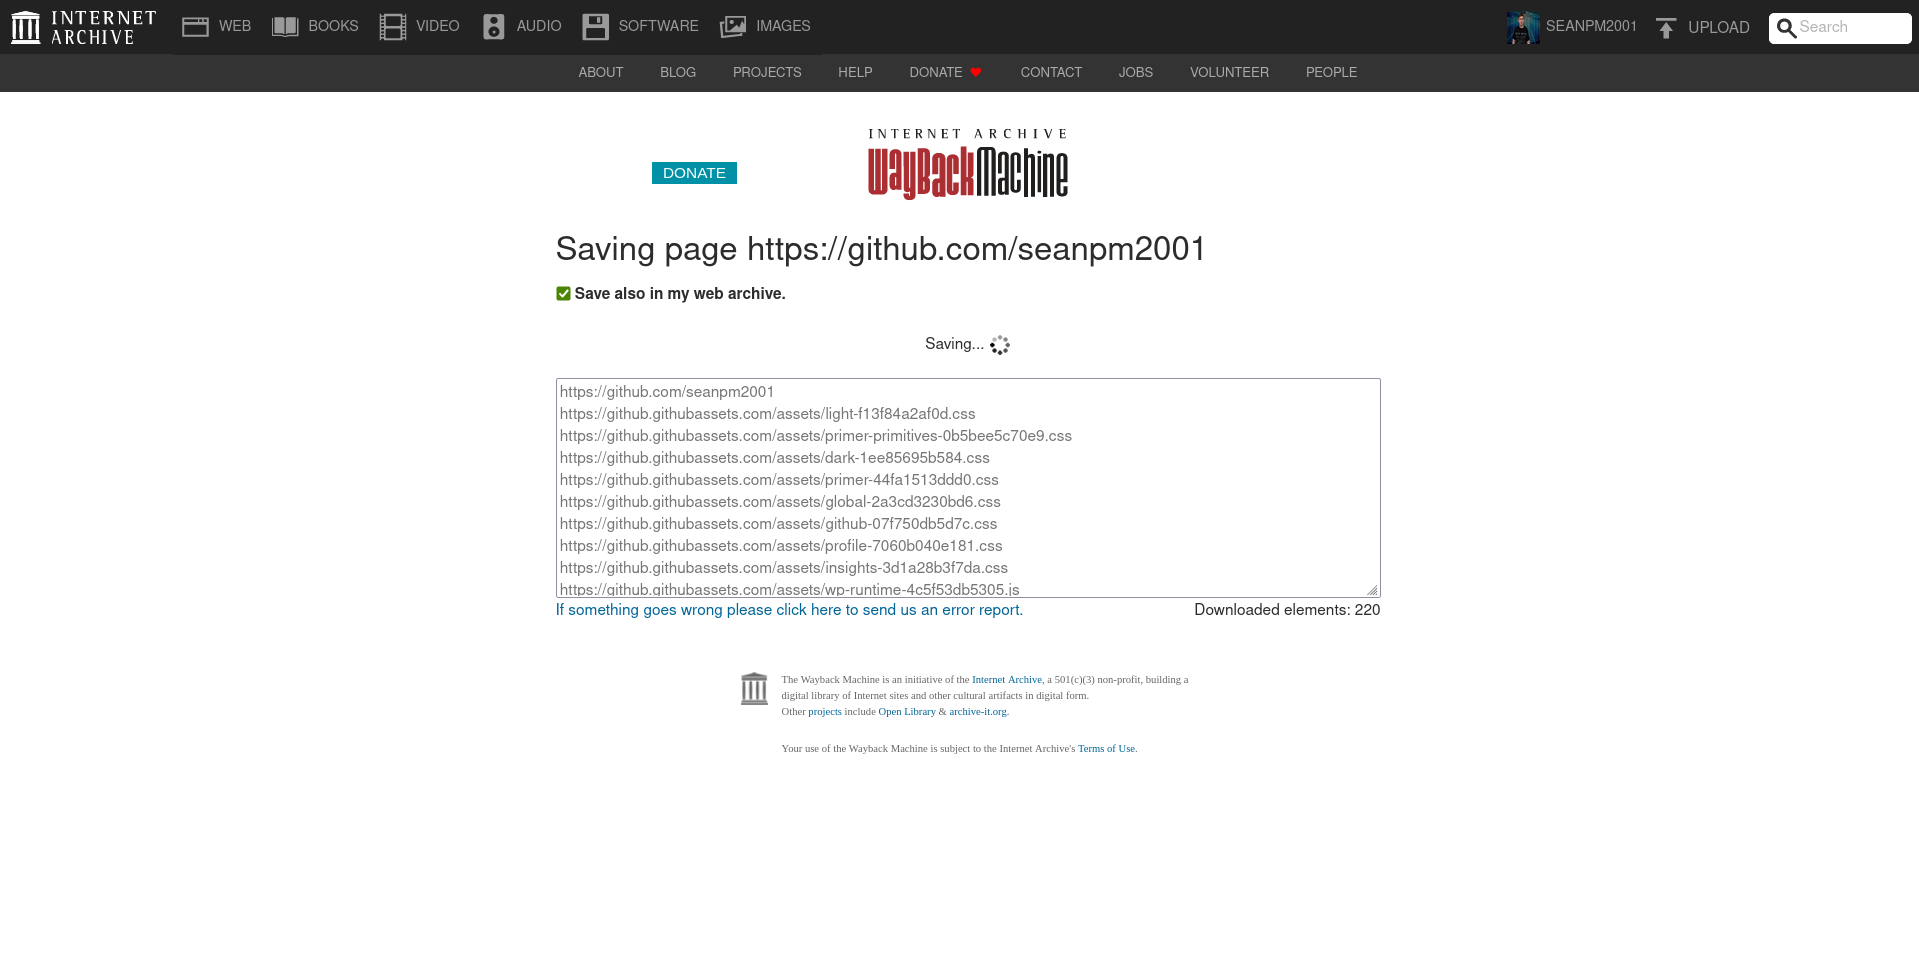 INTERNET ARCHIVE
WEB BOOKS VIDEO AUDIO SOFTWARE IMAGES SEANPM2001 UPLOAD Search
ABOUT BLOG PROJECTS HELP DONATE CONTACT JOBS VOLUNTEER PEOPLE
INTERNET ARCHIVE
DONATE WayBackMachine
Saving page https://github.com/seanpm2001
Save also in my web archive.
Saving...
https://github.com/seanpm2001
https://github.githubassets.com/assets/light-f13f84a2af0d.css
https://github.githubassets.com/assets/primer-primitives-0b5bee5c70e9.css
https://github.githubassets.com/assets/dark-1ee85695b584.css
https://github.githubassets.com/assets/primer-44fa1513ddd0.css
https://github.githubassets.com/assets/global-2a3cd3230bd6.css
https://github.githubassets.com/assets/github-07f750db5d7c.css
https://github.githubassets.com/assets/profile-7060b040e181.css
https://github.githubassets.com/assets/insights-3d1a28b3f7da.css
https://github.githubassets.com/assets/wp-runtime-4c5f53db5305.js
If something goes wrong please click here to send us an error report. Downloaded elements: 220
The Wayback Machine is an initiative of the Internet Archive, a 501(c)(3) non-profit, building a
digital library of Internet sites and other cultural artifacts in digital form.
Other projects include Open Library & archive-it.org.
Your use of the Wayback Machine is subject to the Internet Archive's Terms of Use.